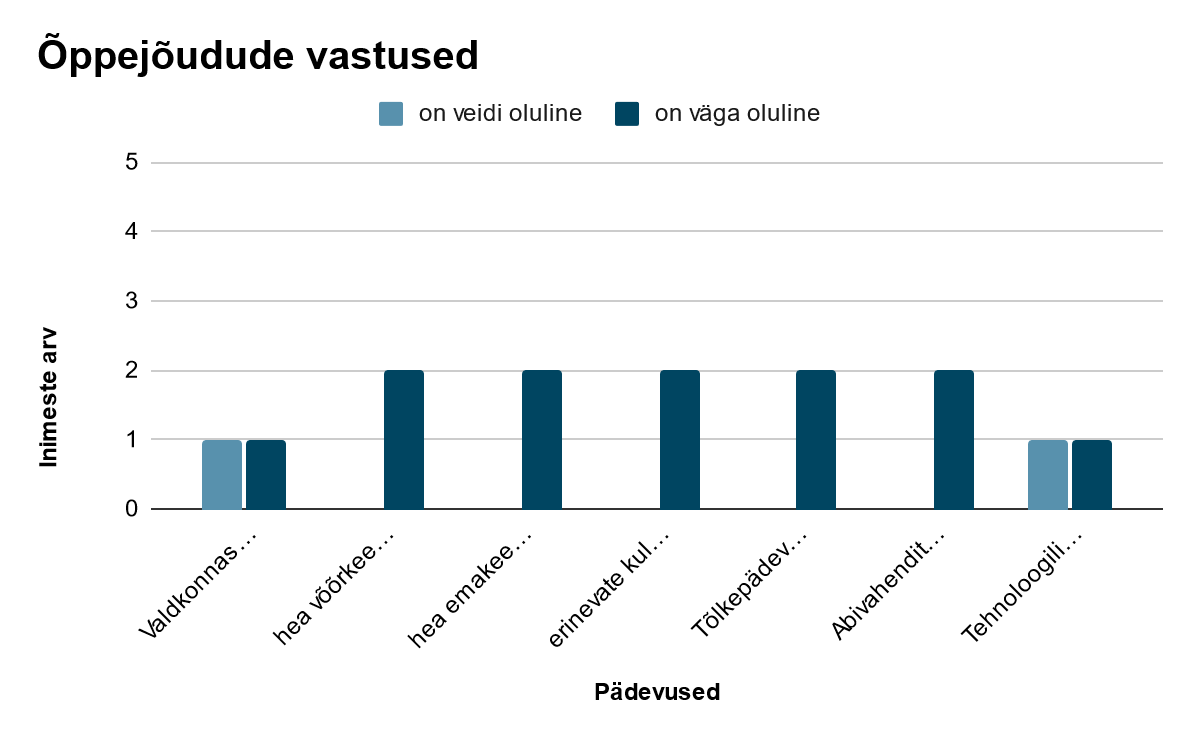 Õppejõudude vastused
on veidi oluline
on väga oluline
5
4
3
2
1
0
Inimeste arv
Valdkonnas…
hea võõrkee…
hea emakee…
erinevate kul…
Tõlkepädev…
Abivahendit…
Tehnoloogili…
Pädevused